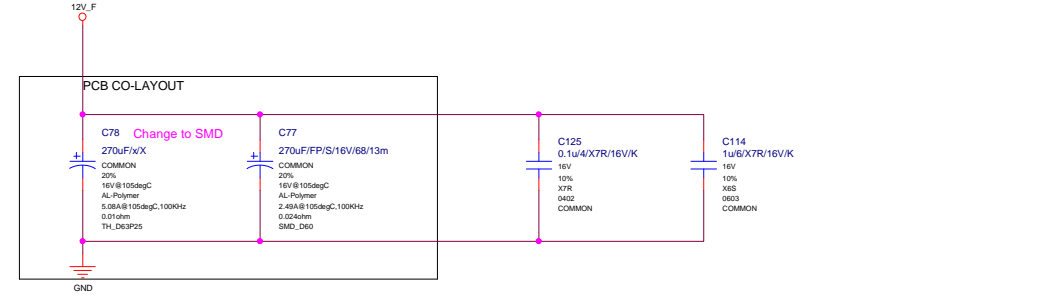 12V_F
PCB CO-LAYOUT
C78
Change to SMD
270uF/x/X
COMMON
20%
16V@105degC
AL-Polymer
5.08A@105degC,100KHz
0.01ohm
TH_D63P25
C77
270uF/FP/S/16V/68/13m
COMMON
20%
16V@105degC
AL-Polymer
2.49A@105degC,100KHz
0.024ohm
SMD_D60
C125
0.1u/4/X7R/16V/K
16V
10%
X7R
0402
COMMON
C114
1u/6/X7R/16V/K
16V
10%
X6S
0603
COMMON
GND